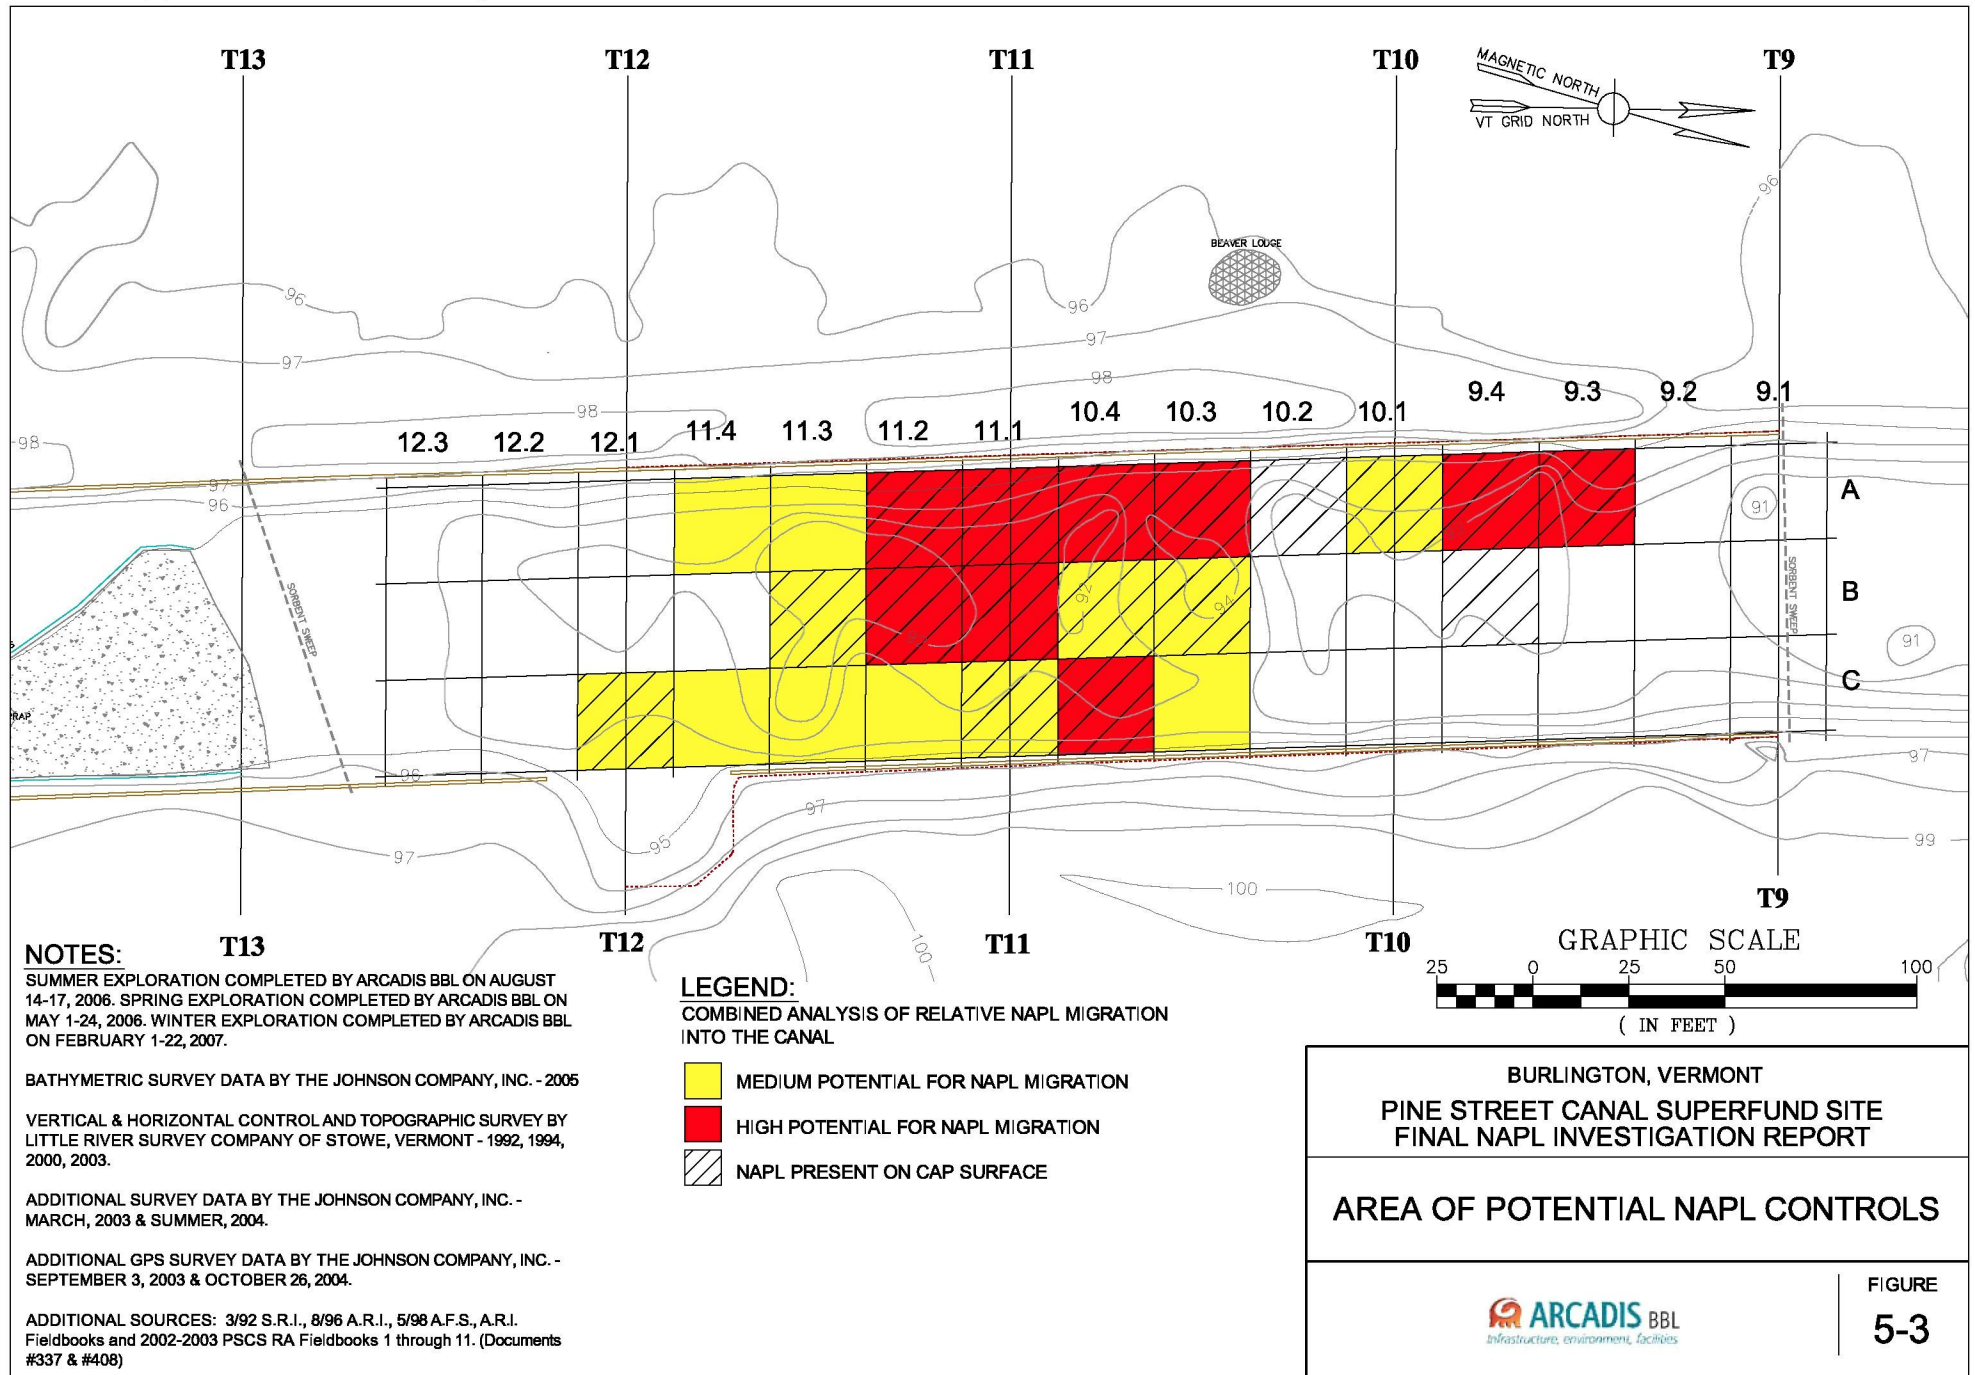 T13
T12
T11
T10
T9
MAGNETIC NORTH
VT GRID NORTH
96
BEAVER LODGE
96
96
97
97
98
98
98
9.4
9.3
9.2
9.1
12.3
12.2
12.1
11.4
11.3
11.2
11.1
10.4
10.3
10.2
10.1
97
96
A
91
SORBENT SWEEP
SORBENT SWEEP
92
94
B
91
C
RAP
96
97
95
97
97
99
100
100
T9
T13
T12
T11
T10
NOTES:
SUMMER EXPLORATION COMPLETED BY ARCADIS BBL ON AUGUST
14-17, 2006. SPRING EXPLORATION COMPLETED BY ARCADIS BBL ON
MAY 1-24, 2006. WINTER EXPLORATION COMPLETED BY ARCADIS BBL
ON FEBRUARY 1-22, 2007.
BATHYMETRIC SURVEY DATA BY THE JOHNSON COMPANY, INC. - 2005
VERTICAL & HORIZONTAL CONTROL AND TOPOGRAPHIC SURVEY BY
LITTLE RIVER SURVEY COMPANY OF STOWE, VERMONT - 1992, 1994,
2000, 2003.
ADDITIONAL SURVEY DATA BY THE JOHNSON COMPANY, INC. -
MARCH, 2003 & SUMMER, 2004.
ADDITIONAL GPS SURVEY DATA BY THE JOHNSON COMPANY, INC. -
SEPTEMBER 3, 2003 & OCTOBER 26, 2004.
ADDITIONAL SOURCES: 3/92 S.R.I., 8/96 A.R.I., 5/98 A.F.S., A.R.I.
Fieldbooks and 2002-2003 PSCS RA Fieldbooks 1 through 11. (Documents
#337 & #408)
LEGEND:
COMBINED ANALYSIS OF RELATIVE NAPL MIGRATION
INTO THE CANAL
MEDIUM POTENTIAL FOR NAPL MIGRATION
HIGH POTENTIAL FOR NAPL MIGRATION
NAPL PRESENT ON CAP SURFACE
GRAPHIC SCALE
25 0 25 50 100
( IN FEET )
BURLINGTON, VERMONT
PINE STREET CANAL SUPERFUND SITE
FINAL NAPL INVESTIGATION REPORT
AREA OF POTENTIAL NAPL CONTROLS
ARCADIS BBL
Infrastructure, environment, facilities
FIGURE
5-3